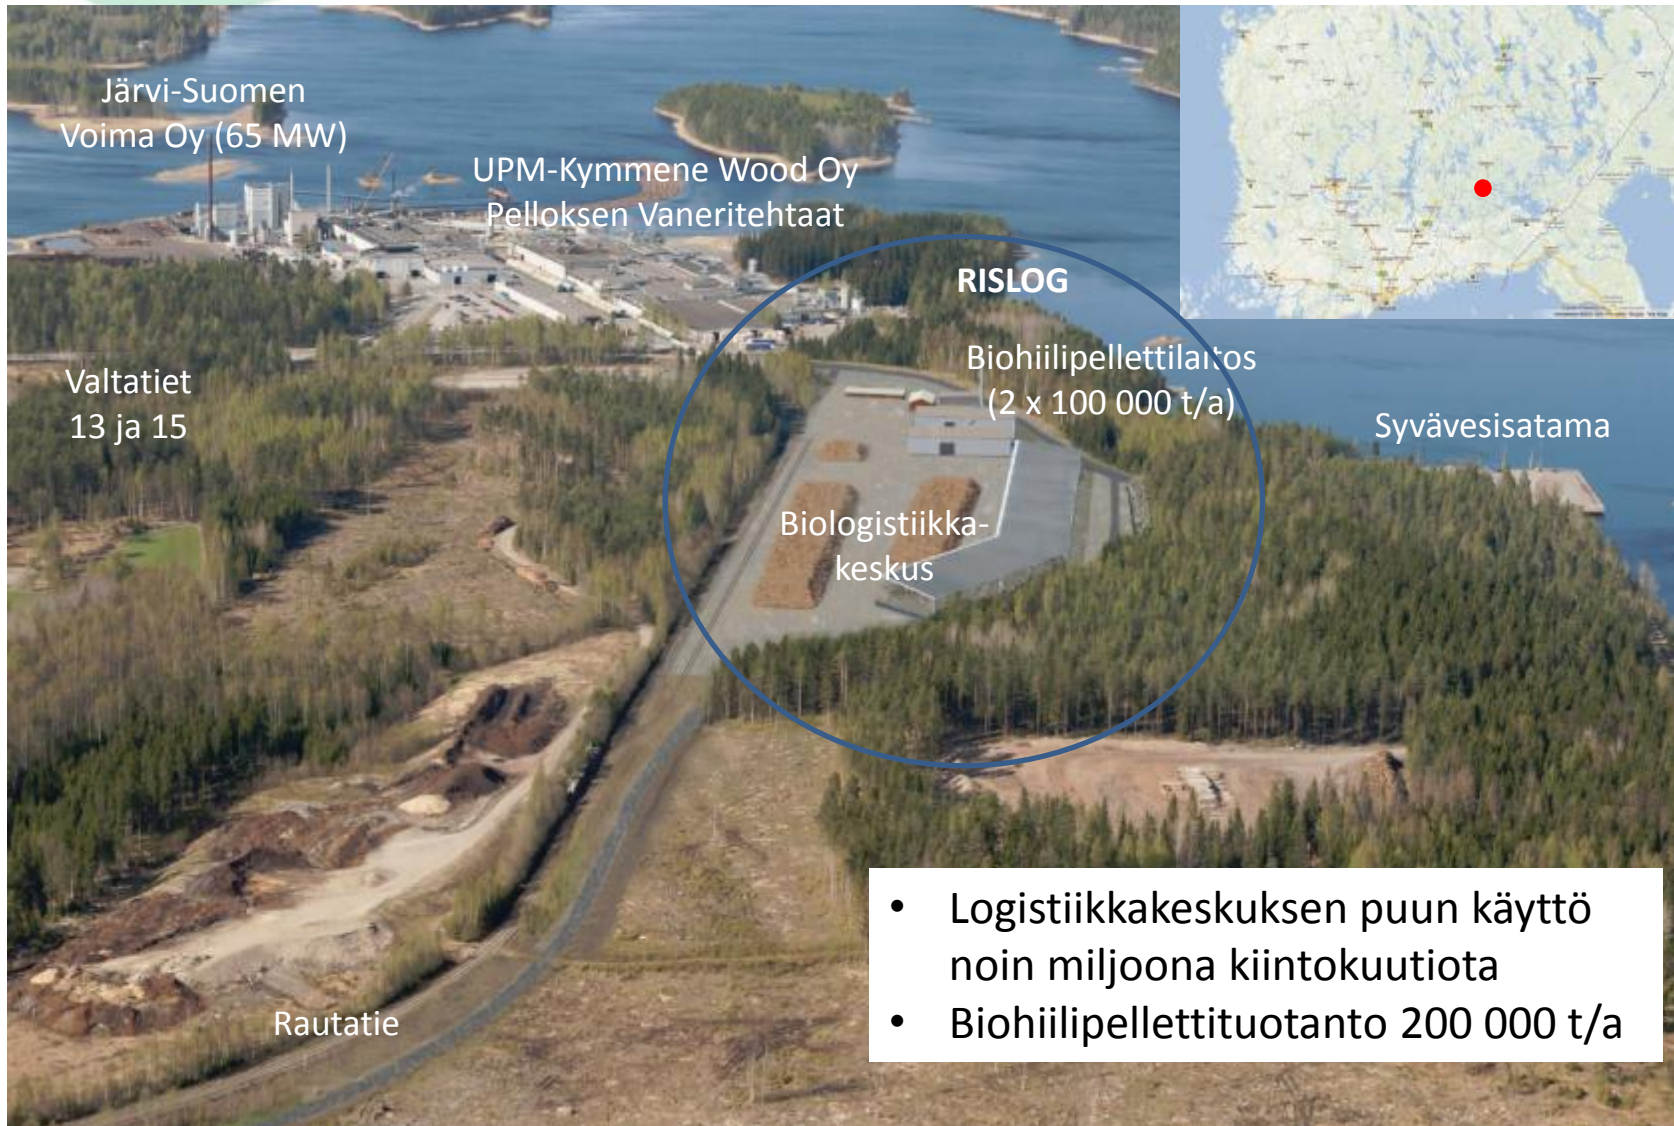 Järvi-Suomen
Voima Oy (65 MW)
UPM-Kymmene Wood Oy
Pelloksen Vaneritehtaat
RISLOG
Biohiilipellettilaitos
(2 x 100 000 t/a)
Valtatiet
13 ja 15
Syvävesisatama
Biologistiikka-
keskus
Rautatie
• Logistiikkakeskuksen puun käyttö
noin miljoona kiintokuutiota
• Biohiilipellettituotanto 200 000 t/a